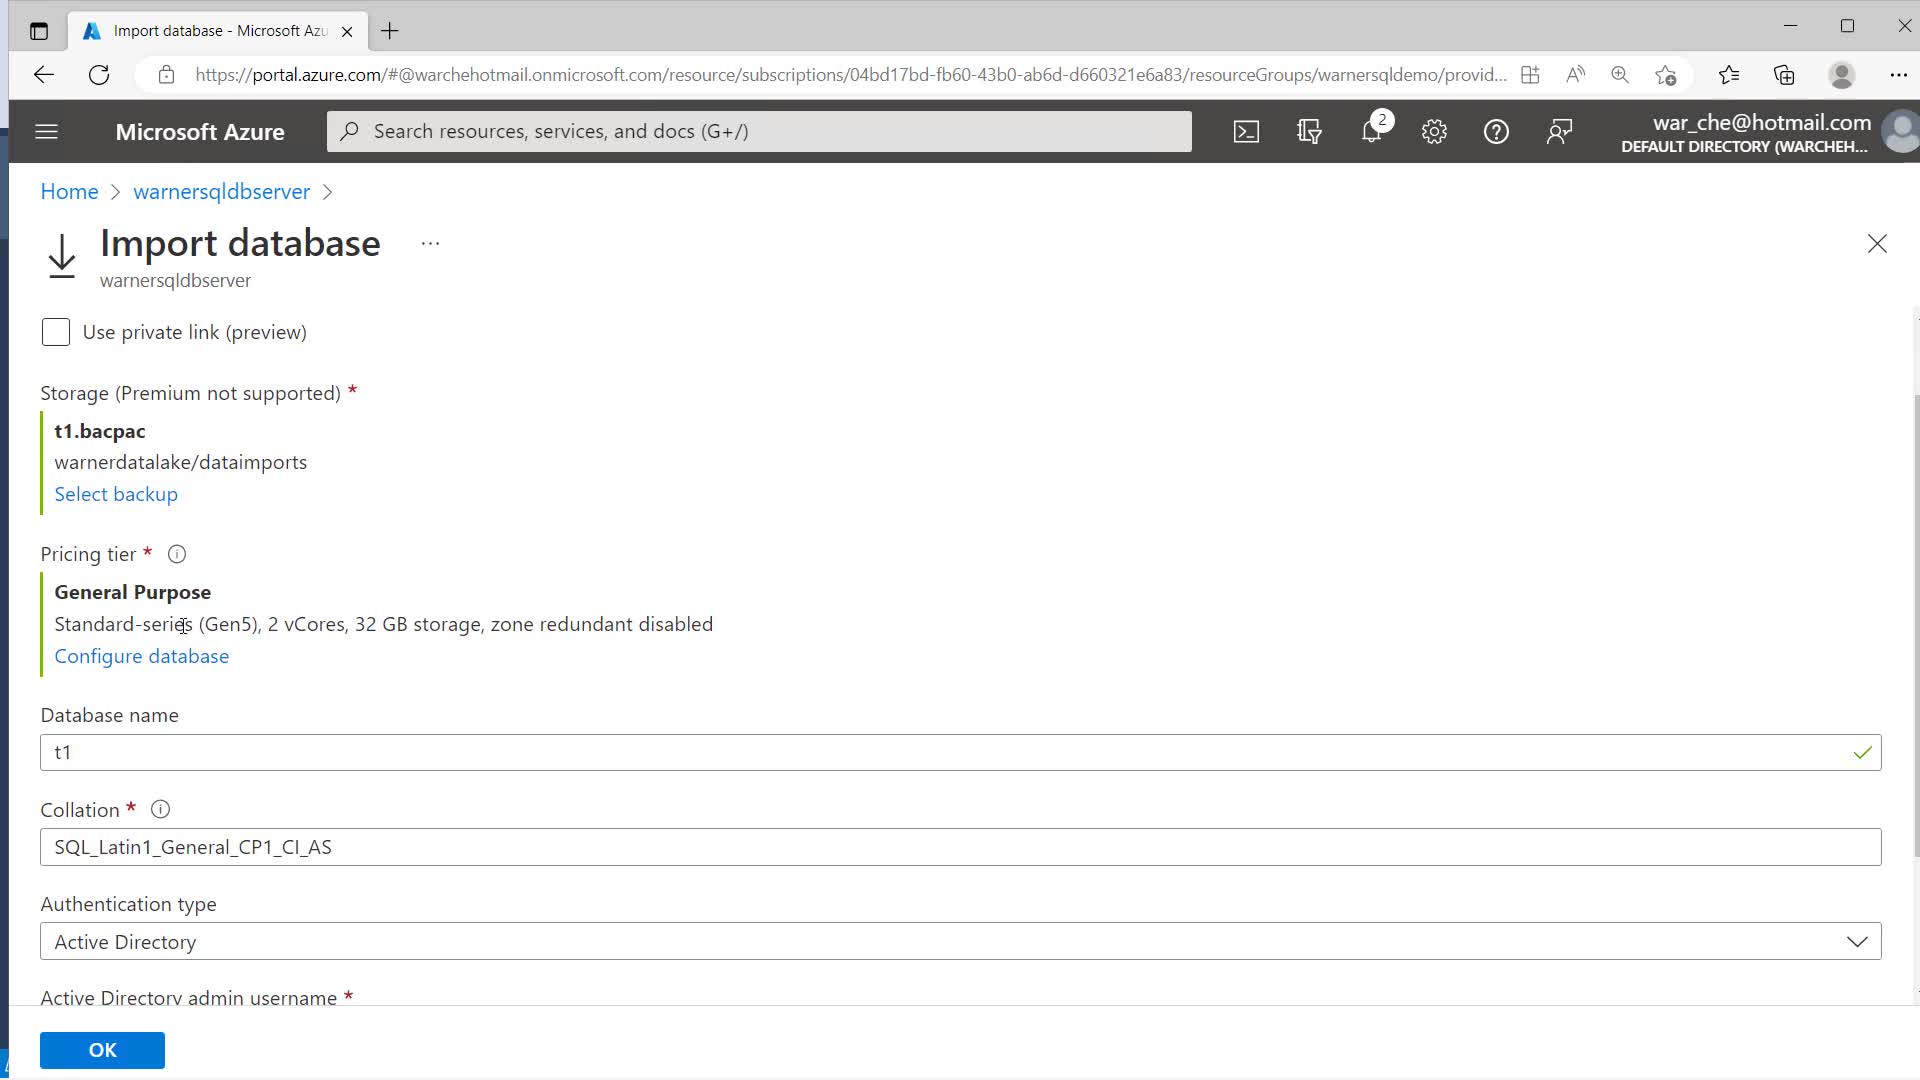 Import database - Microsoft Azu
https://portal.azure.com/#@warchehotmail.onmicrosoft.com/resource/subscriptions/04bd17bd-fb60-43b0-ab6d-d660321e6a83/resourceGroups/warnersqldemo/provid...
Microsoft Azure
Search resources, services, and docs (G+/)
2
war_che@hotmail.com
DEFAULT DIRECTORY (WARCHEH...
Home > warnersqldbserver >
Import database ...
warnersqldbserver
Use private link (preview)
Storage (Premium not supported) *
t1.bacpac
warnerdatalake/dataimports
Select backup
Pricing tier *
General Purpose
Standard-series (Gen5), 2 vCores, 32 GB storage, zone redundant disabled
Configure database
Database name
t1
Collation *
SQL_Latin1_General_CP1_CI_AS
Authentication type
Active Directory
Active Directory admin username *
OK